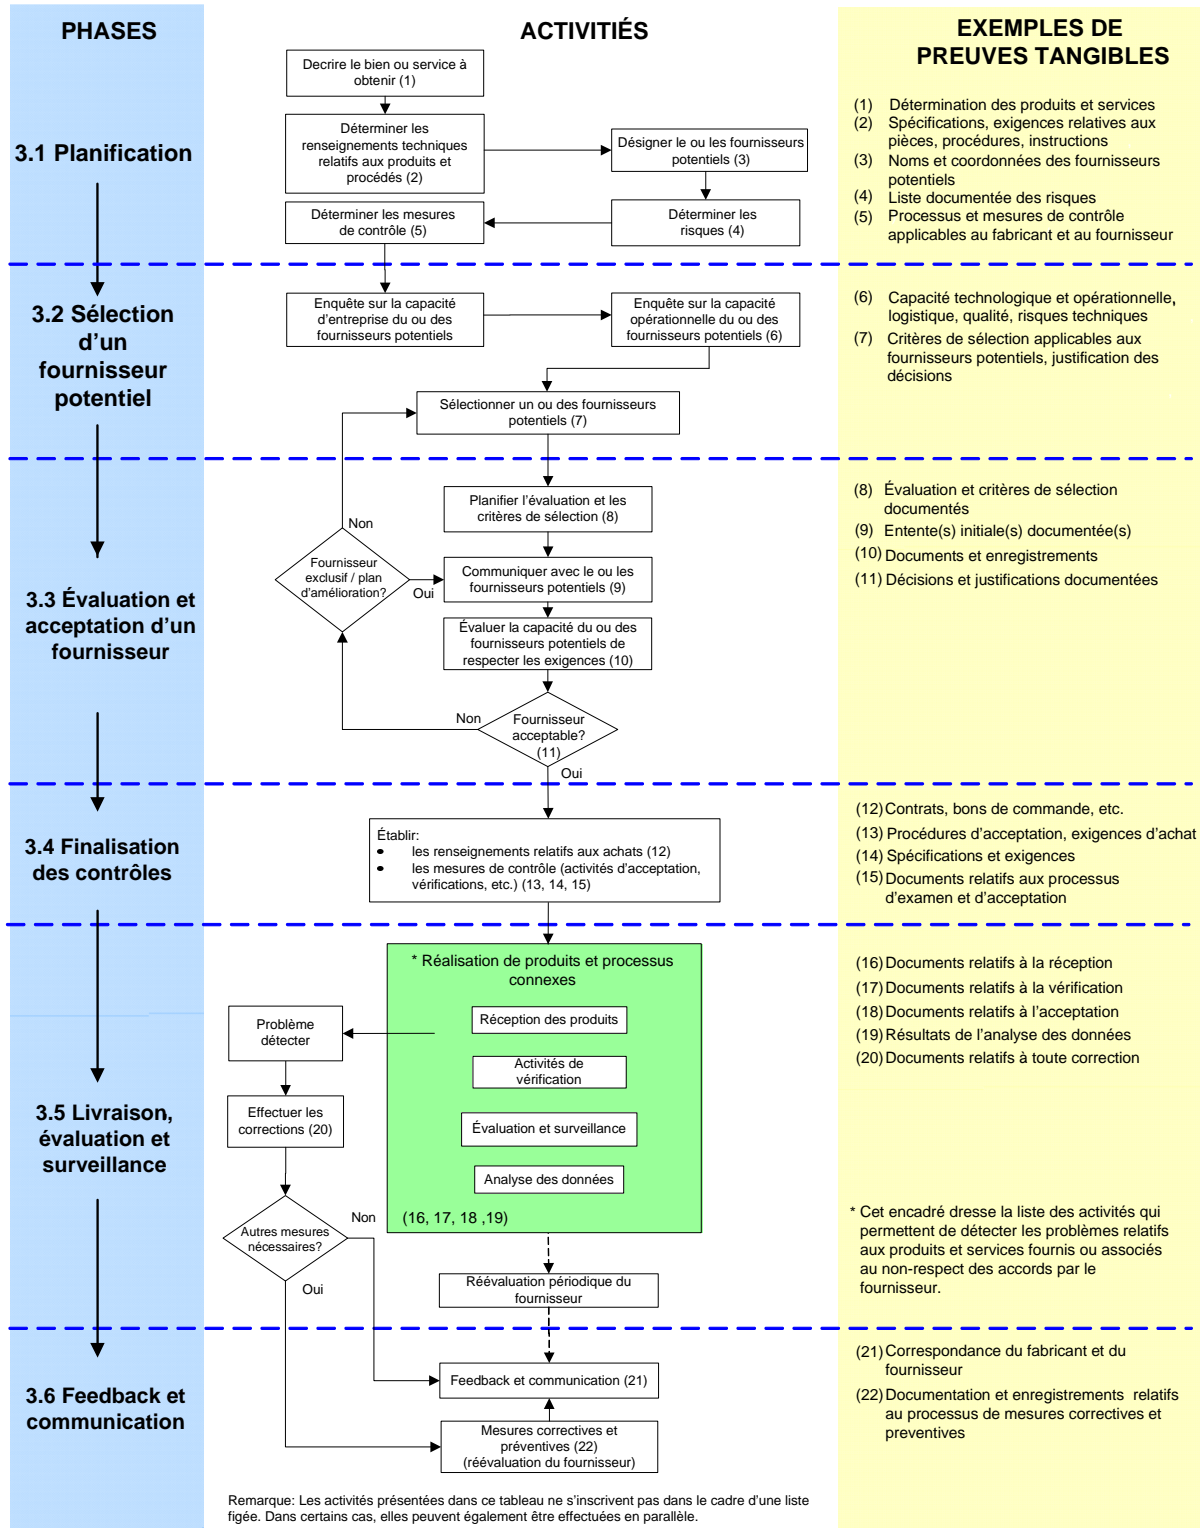 PHASES
ACTIVITIÉS
EXEMPLES DE
PREUVES TANGIBLES
3.1 Planification
Decrire le bien ou service à
obtenir (1)
Déterminer les
renseignements techniques
relatifs aux produits et
procédés (2)
Désigner le ou les fournisseurs
potentiels (3)
Déterminer les mesures
de contrôle (5)
Déterminer les
risques (4)
(1) Détermination des produits et services
(2) Spécifications, exigences relatives aux
pièces, procédures, instructions
(3) Noms et coordonnées des fournisseurs
potentiels
(4) Liste documentée des risques
(5) Processus et mesures de contrôle
applicables au fabricant et au fournisseur
3.2 Sélection
d’un
fournisseur
potentiel
Enquête sur la capacité
d’entreprise du ou des
fournisseurs potentiels
Enquête sur la capacité
opérationnelle du ou des
fournisseurs potentiels (6)
Sélectionner un ou des fournisseurs
potentiels (7)
(6) Capacité technologique et opérationnelle,
logistique, qualité, risques techniques
(7) Critères de sélection applicables aux
fournisseurs potentiels, justification des
décisions
3.3 Évaluation et
acceptation d’un
fournisseur
Planifier l’évaluation et les
critères de sélection (8)
Non
Fournisseur
exclusif / plan
d’amélioration?
Oui
Communiquer avec le ou les
fournisseurs potentiels (9)
Évaluer la capacité du ou des
fournisseurs potentiels de
respecter les exigences (10)
Non
Fournisseur
acceptable?
(11)
Oui
(8) Évaluation et critères de sélection
documentés
(9) Entente(s) initiale(s) documentée(s)
(10) Documents et enregistrements
(11) Décisions et justifications documentées
3.4 Finalisation
des contrôles
Établir:
• les renseignements relatifs aux achats (12)
• les mesures de contrôle (activités d’acceptation,
vérifications, etc.) (13, 14, 15)
(12) Contrats, bons de commande, etc.
(13) Procédures d’acceptation, exigences d’achat
(14) Spécifications et exigences
(15) Documents relatifs aux processus
d’examen et d’acceptation
3.5 Livraison,
évaluation et
surveillance
* Réalisation de produits et processus
connexes
Réception des produits
Activités de
vérification
Évaluation et surveillance
Analyse des données
(16, 17, 18 ,19)
Problème
détecter
Effectuer les
corrections (20)
Autres mesures
nécessaires?
Non
Oui
Réévaluation périodique du
fournisseur
(16) Documents relatifs à la réception
(17) Documents relatifs à la vérification
(18) Documents relatifs à l’acceptation
(19) Résultats de l’analyse des données
(20) Documents relatifs à toute correction
* Cet encadré dresse la liste des activités qui
permettent de détecter les problèmes relatifs
aux produits et services fournis ou associés
au non-respect des accords par le
fournisseur.
3.6 Feedback et
communication
Feedback et communication (21)
Mesures correctives et
préventives (22)
(réévaluation du fournisseur)
(21) Correspondance du fabricant et du
fournisseur
(22) Documentation et enregistrements relatifs
au processus de mesures correctives et
preventives
Remarque: Les activités présentées dans ce tableau ne s’inscrivent pas dans le cadre d’une liste
figée. Dans certains cas, elles peuvent également être effectuées en parallèle.